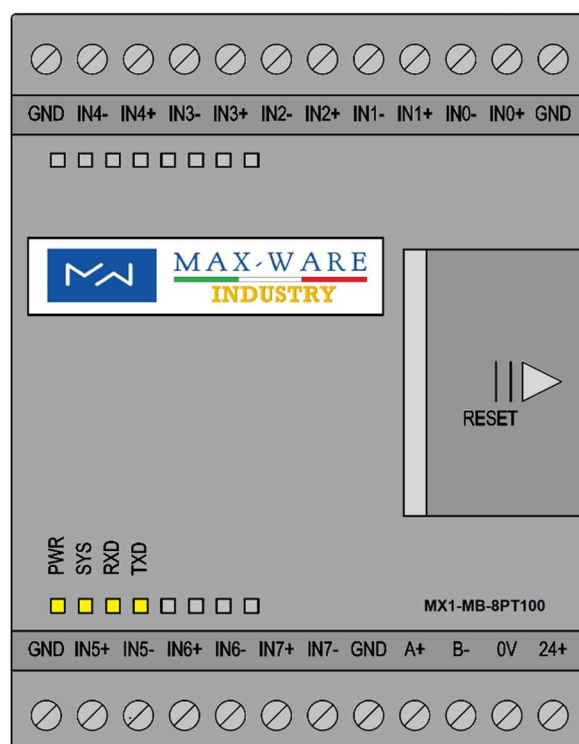 GND IN4- IN4+ IN3- IN3+ IN2- IN2+ IN1- IN1+ IN0- IN0+ GND
MAX-WARE
INDUSTRY
RESET
PWR
SYS
RXD
TXD
MX1-MB-8PT100
GND IN5+ IN5- IN6+ IN6- IN7+ IN7- GND A+ B- 0V 24+